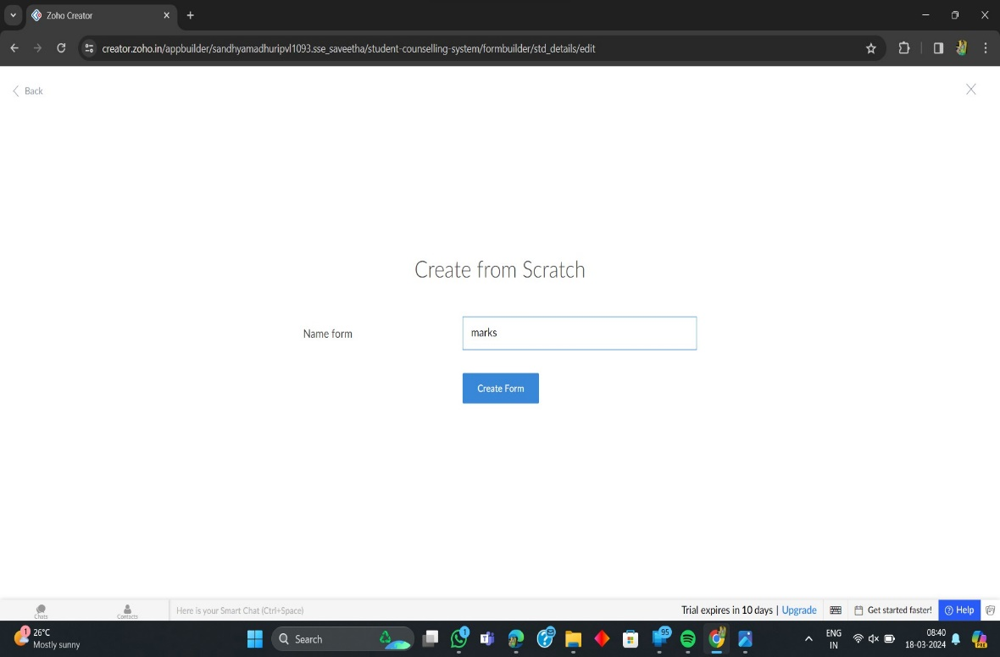 Zoho Creator
creator.zoho.in/appbuilder/sandhyamadhuripvl1093.sse_saveetha/student-counselling-system/formbuilder/std_details/edit
Back
Create from Scratch
Name form
marks
Create Form
Chats
Contacts
Here is your Smart Chat (Ctrl+Space)
Trial expires in 10 days | Upgrade
Get started faster!
Help
1
26°C
Mostly sunny
Search
1
95
ENG
IN
08:40
18-03-2024
PRE